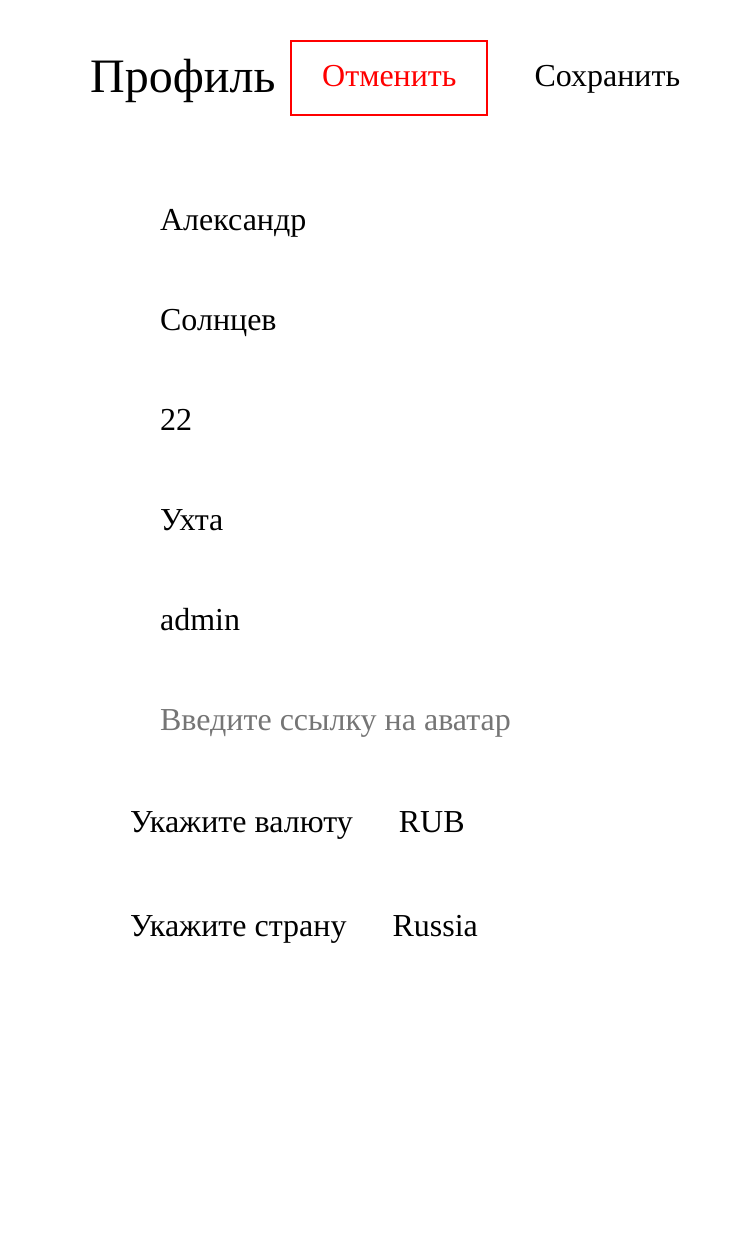 Профиль Отменить Сохранить
Александр
Солнцев
22
Ухта
admin
Введите ссылку на аватар
Укажите валюту RUB
Укажите страну Russia